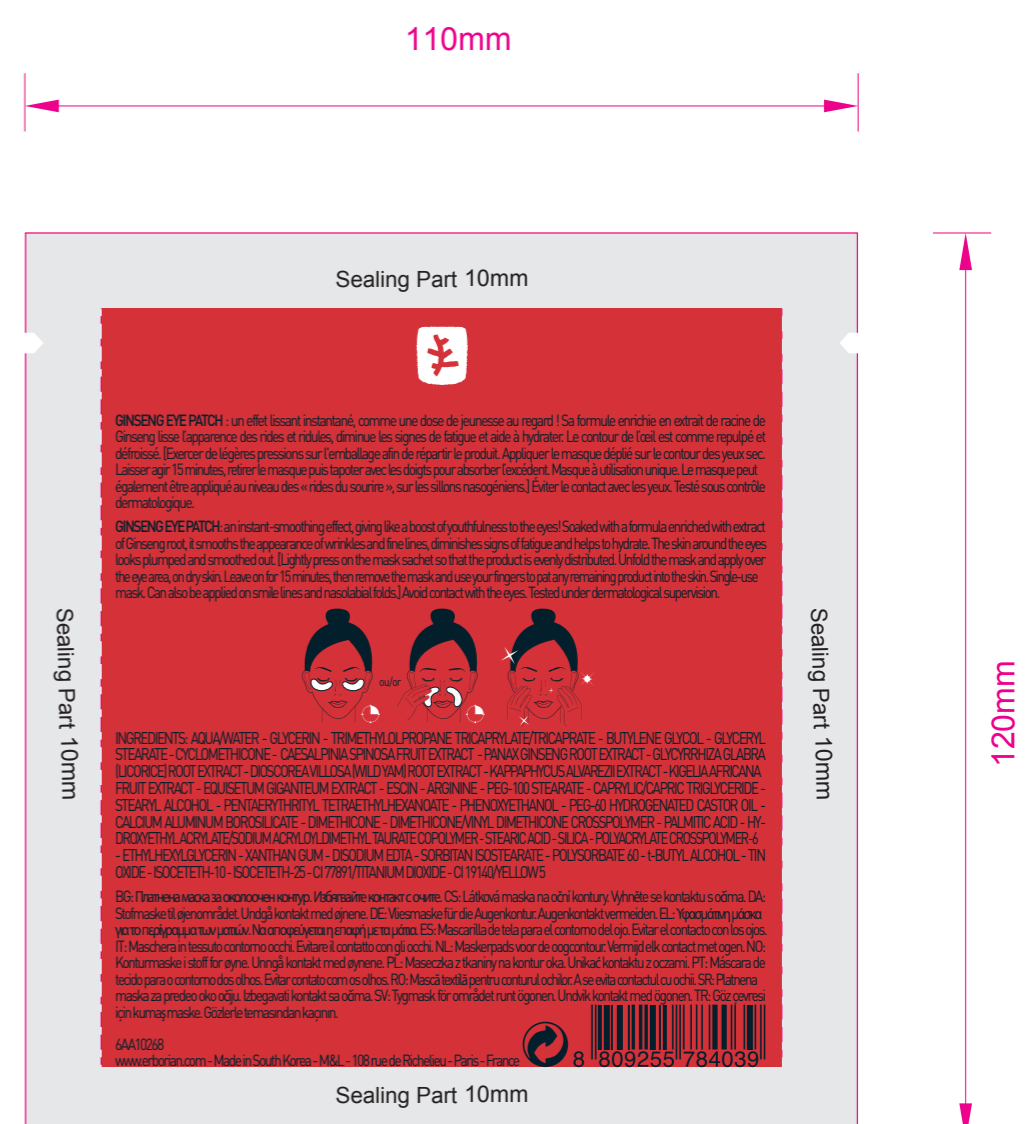 110mm
Sealing Part 10mm
GINSENG EYE PATCH : un effet lissant instantané, comme une dose de jeunesse au regard ! Sa formule enrichie en extrait de racine de
Ginseng lisse l'apparence des rides et ridules, diminue les signes de fatigue et aide à hydrater. Le contour de l'œil est comme repulpé et
défroissé. [Exercer de légères pressions sur l'emballage afin de répartir le produit. Appliquer le masque déplié sur le contour des yeux sec.
Laisser agir 15 minutes, retirer le masque puis tapoter avec les doigts pour absorber l'excédent. Masque à utilisation unique. Le masque peut
également être appliqué au niveau des « rides du sourire », sur les sillons nasogéniens.] Éviter le contact avec les yeux. Testé sous contrôle
dermatologique.
GINSENG EYE PATCH: an instant-smoothing effect, giving like a boost of youthfulness to the eyes! Soaked with a formula enriched with extract
of Ginseng root, it smooths the appearance of wrinkles and fine lines, diminishes signs of fatigue and helps to hydrate. The skin around the eyes
looks plumped and smoothed out. [Lightly press on the mask sachet so that the product is evenly distributed. Unfold the mask and apply over
the eye area, on dry skin. Leave on for 15 minutes, then remove the mask and use your fingers to pat any remaining product into the skin. Single-use
mask. Can also be applied on smile lines and nasolabial folds.] Avoid contact with the eyes. Tested under dermatological supervision.
Sealing Part 10mm
Sealing Part 10mm
120mm
ou/or
INGREDIENTS: AQUA/WATER - GLYCERIN - TRIMETHYLOLPROPANE TRICAPRYLATE/TRICAPRATE - BUTYLENE GLYCOL - GLYCERYL
STEARATE - CYCLOMETHICONE - CAESALPINIA SPINOSA FRUIT EXTRACT - PANAX GINSENG ROOT EXTRACT - GLYCYRRHIZA GLABRA
(LICORICE) ROOT EXTRACT - DIOSCOREA VILLOSA (WILD YAM) ROOT EXTRACT - KAPPAPHYCUS ALVAREZII EXTRACT - KIGELIA AFRICANA
FRUIT EXTRACT - EQUISETUM GIGANTEUM EXTRACT - ESCIN - ARGININE - PEG-100 STEARATE - CAPRYLIC/CAPRIC TRIGLYCERIDE -
STEARYL ALCOHOL - PENTAERYTHRITYL TETRAETHYLHEXANOATE - PHENOXYETHANOL - PEG-60 HYDROGENATED CASTOR OIL -
CALCIUM ALUMINUM BOROSILICATE - DIMETHICONE - DIMETHICONE/VINYL DIMETHICONE CROSSPOLYMER - PALMITIC ACID - HY-
DROXYETHYL ACRYLATE/SODIUM ACRYLOYLDIMETHYL TAURATE COPOLYMER - STEARIC ACID - SILICA - POLYACRYLATE CROSSPOLYMER-6
- ETHYLHEXYLGLYCERIN - XANTHAN GUM - DISODIUM EDTA - SORBITAN ISOSTEARATE - POLYSORBATE 60 - t-BUTYL ALCOHOL - TIN
OXIDE - ISOCETETH-10 - ISOCETETH-25 - CI 77891/TITANIUM DIOXIDE - CI 19140/YELLOW 5
BG: Платнена маска за околоочен контур. Избягвайте контакт с очите. CS: Látková maska na oční kontury. Vyhněte se kontaktu s očima. DA:
Stofmaske til øjenområdet. Undgå kontakt med øjnene. DE: Vliesmaske für die Augenkontur. Augenkontakt vermeiden. EL: Υφασμάτινη μάσκα
για το περίγραμμα των ματιών. Να αποφεύγεται η επαφή με τα μάτια. ES: Mascarilla de tela para el contorno del ojo. Evitar el contacto con los ojos.
IT: Maschera in tessuto contorno occhi. Evitare il contatto con gli occhi. NL: Maskerpads voor de oogcontour. Vermijd elk contact met ogen. NO:
Konturmaske i stoff for øyne. Unngå kontakt med øynene. PL: Maseczka z tkaniny na kontur oka. Unikać kontaktu z oczami. PT: Máscara de
tecido para o contorno dos olhos. Evitar contato com os olhos. RO: Mască textilă pentru conturul ochilor. A se evita contactul cu ochii. SR: Platnena
maska za predeo oko očiju. Izbegavati kontakt sa očima. SV: Tygmask för området runt ögonen. Undvik kontakt med ögonen. TR: Göz çevresi
için kumaş maske. Gözlerle temasından kaçının.
6AA10268
www.erborian.com - Made in South Korea - M&L - 108 rue de Richelieu - Paris - France
8 809255 784039
Sealing Part 10mm